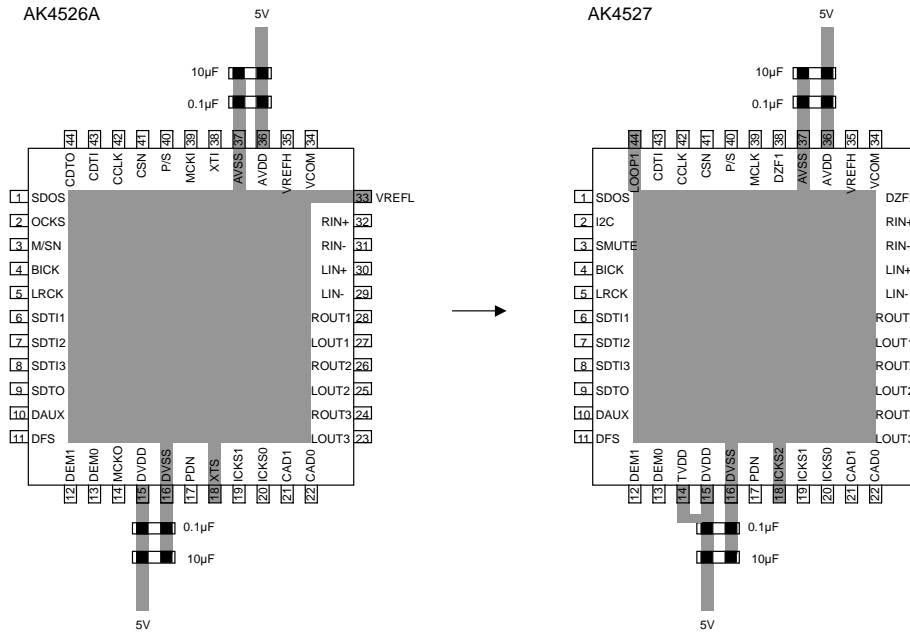 AK4526A
5V
10µF
0.1µF
44 43 42 41 40 39 38 37 36 35 34
CDTO CDTI CCLK CSN P/S MCKI XTI AVSS AVDD VREFH VCOM
1 SDOS
2 OCKS
3 M/SN
4 BICK
5 LRCK
6 SDTI1
7 SDTI2
8 SDTI3
9 SDTO
10 DAUX
11 DFS
33 VREFL
RIN+ 32
RIN- 31
LIN+ 30
LIN- 29
ROUT1 28
LOUT1 27
ROUT2 26
LOUT2 25
ROUT3 24
LOUT3 23
DEM1 DEM0 MCKO DVDD DVSS PDN XTS ICKS1 ICKS0 CAD1 CAD0
12 13 14 15 16 17 18 19 20 21 22
0.1µF
10µF
5V
AK4527
5V
10µF
0.1µF
44 43 42 41 40 39 38 37 36 35 34
LOOP1 CDTI CCLK CSN P/S MCLK DZF1 AVSS AVDD VREFH VCOM
1 SDOS
2 I2C
3 SMUTE
4 BICK
5 LRCK
6 SDTI1
7 SDTI2
8 SDTI3
9 SDTO
10 DAUX
11 DFS
RIN+
RIN-
LIN+
LIN-
LOUT2
DEM1 DEM0 TVDD DVDD DVSS PDN ICKS2 ICKS1 ICKS0 CAD1 CAD0
12 13 14 15 16 17 18 19 20 21 22
0.1µF
10µF
5V